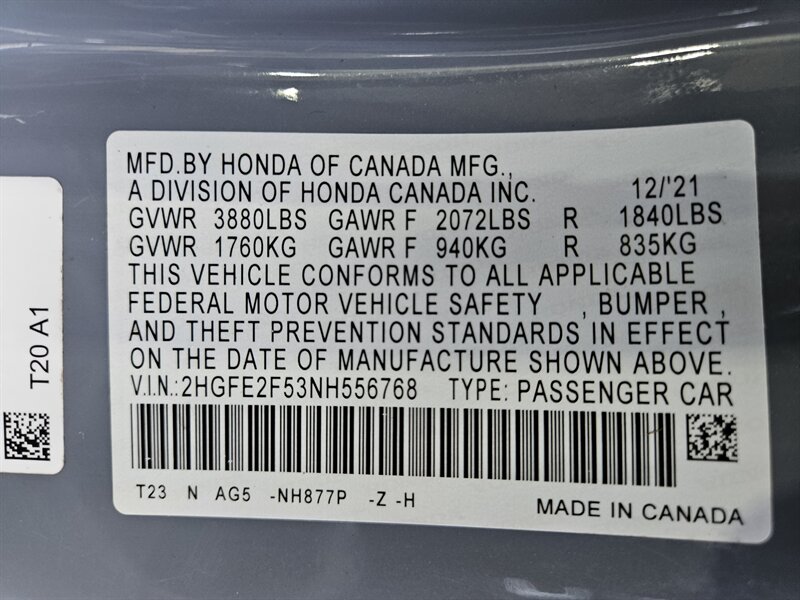 MFD.BY HONDA OF CANADA MFG.,
A DIVISION OF HONDA CANADA INC. 12/'21
GVWR 3880LBS GAWR F 2072LBS R 1840LBS
GVWR 1760KG GAWR F 940KG R 835KG
THIS VEHICLE CONFORMS TO ALL APPLICABLE
FEDERAL MOTOR VEHICLE SAFETY , BUMPER ,
AND THEFT PREVENTION STANDARDS IN EFFECT
ON THE DATE OF MANUFACTURE SHOWN ABOVE.
V.I.N.:2HGFE2F53NH556768 TYPE: PASSENGER CAR
T23 N AG5 -NH877P -Z -H
MADE IN CANADA
T20 A1